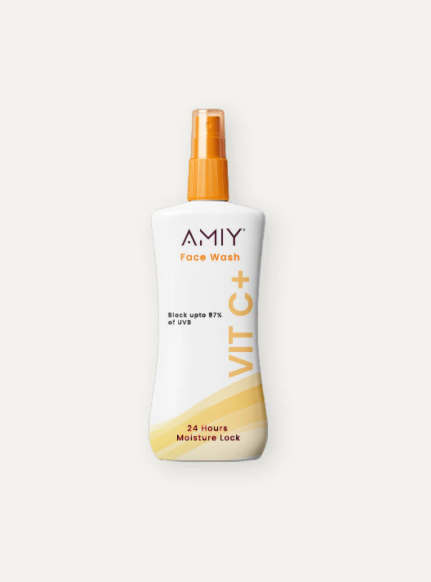 AMIY
Face Wash
VIT C+
Block upto 97%
of UVB
24 Hours
Moisture Lock